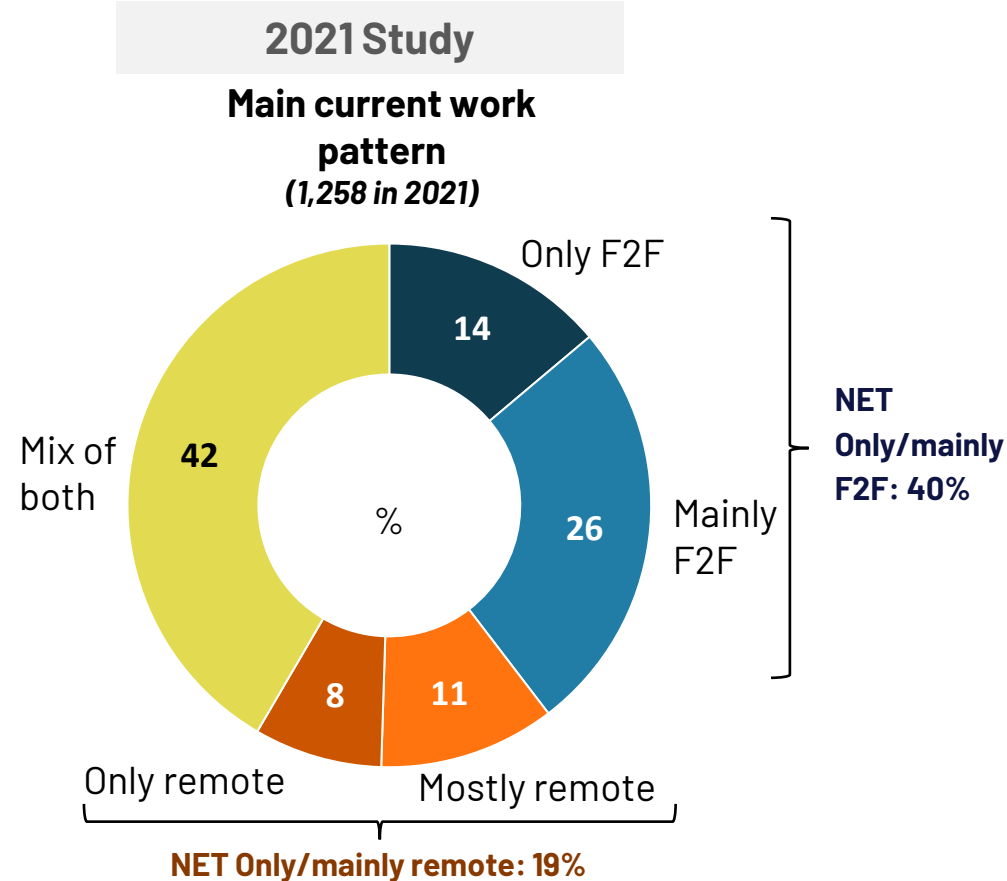 2021 Study
Main current work
pattern
(1,258 in 2021)
Only F2F
14
NET
Only/mainly
F2F: 40%
Mix of
both
42
%
26
Mainly
F2F
8
11
Only remote
Mostly remote
NET Only/mainly remote: 19%